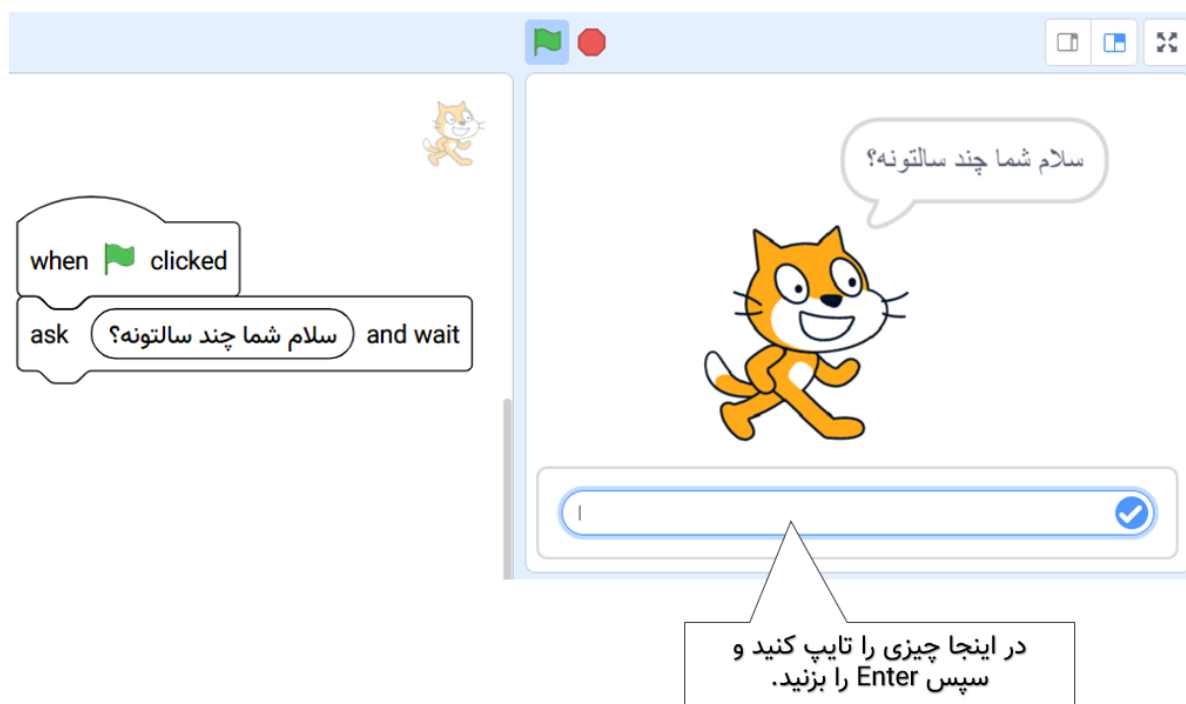 سلام شما چند سالتونه؟
when clicked
ask سلام شما چند سالتونه؟ and wait
در اینجا چیزی را تایپ کنید و
سپس Enter را بزنید.